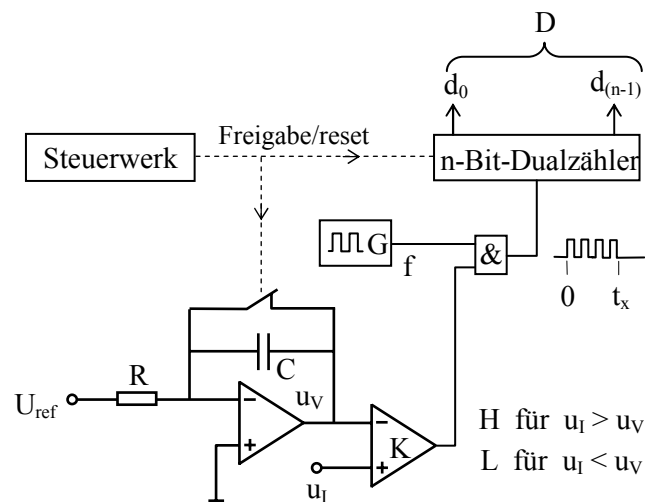 D
d0 d(n-1)
Freigabe/reset
Steuerwerk
n-Bit-Dualzähler
G
f
&
0 tx
R
C
Uref
uV
−
+
−
+
K
uI
H für uI > uV
L für uI < uV